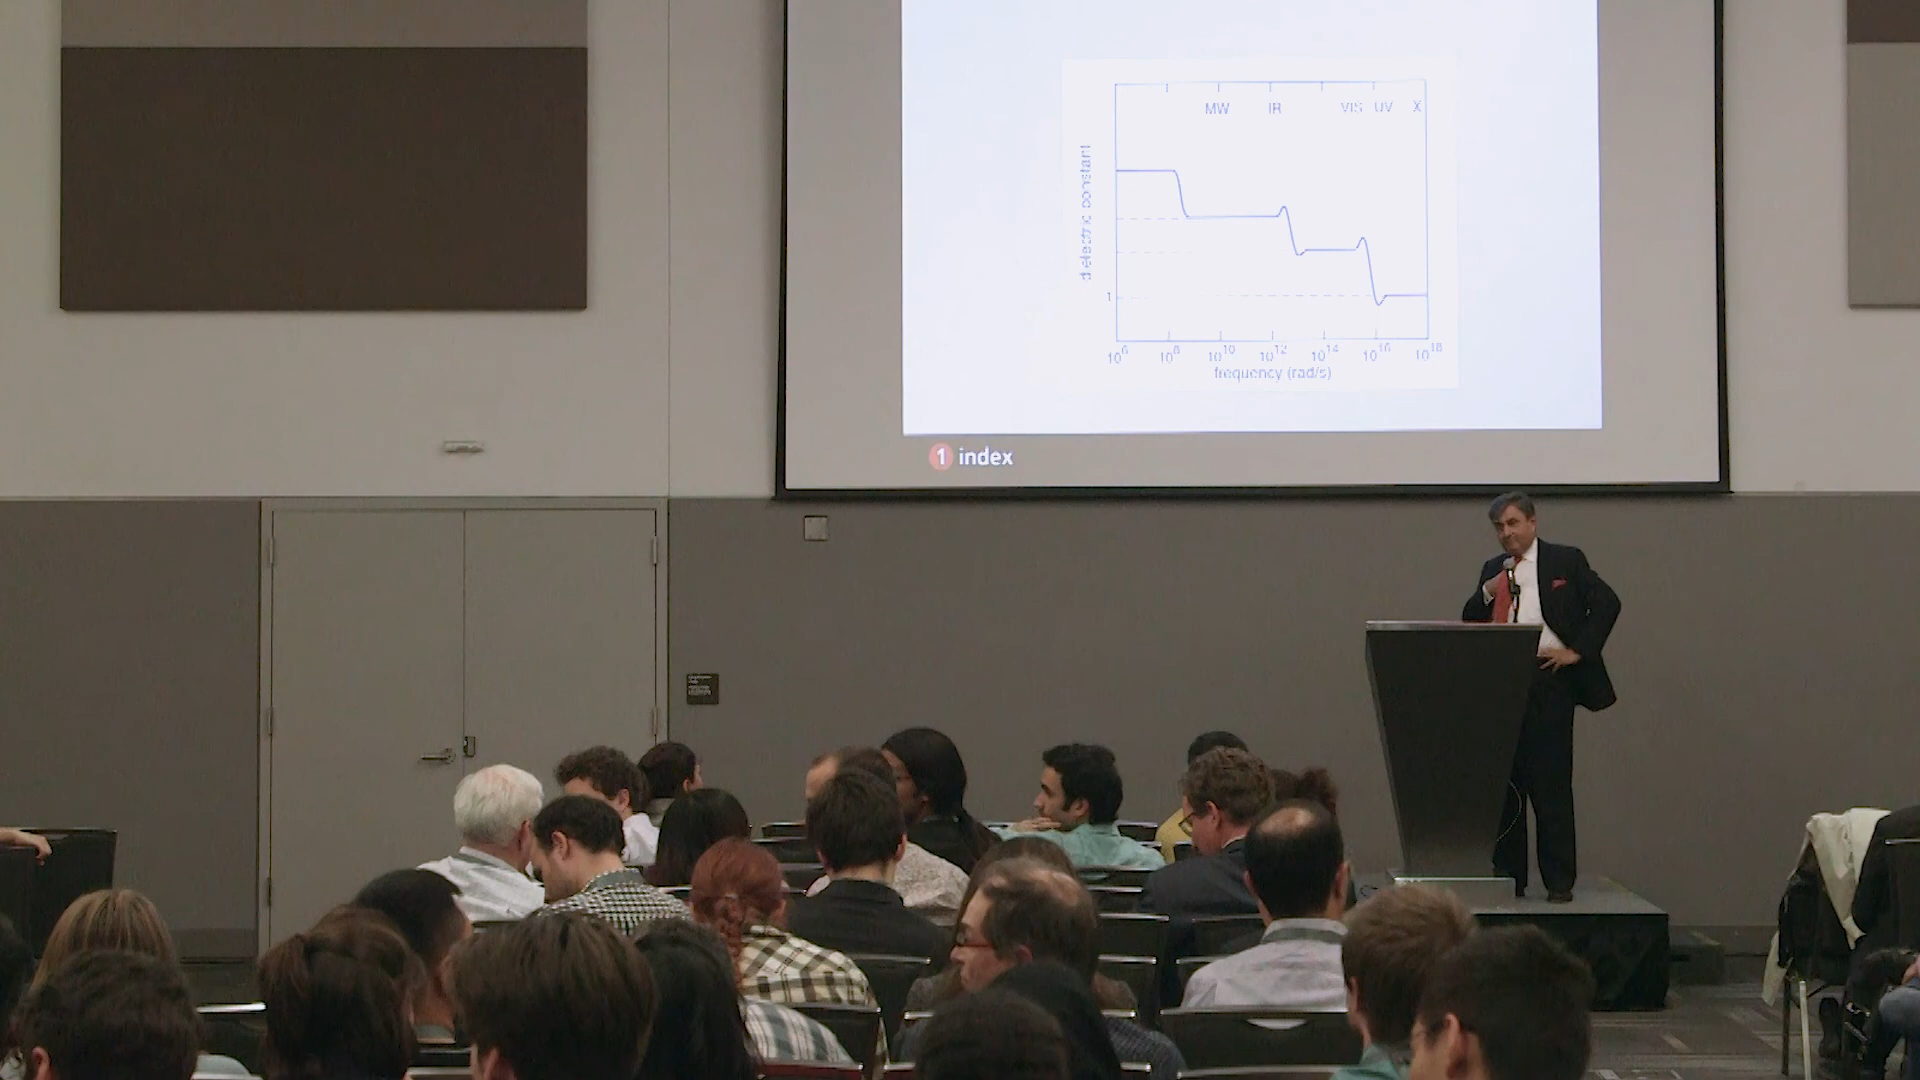 MW IR VIS UV X
dielectric constant
1
10^6 10^8 10^10 10^12 10^14 10^16 10^18
frequency (rad/s)
1 index